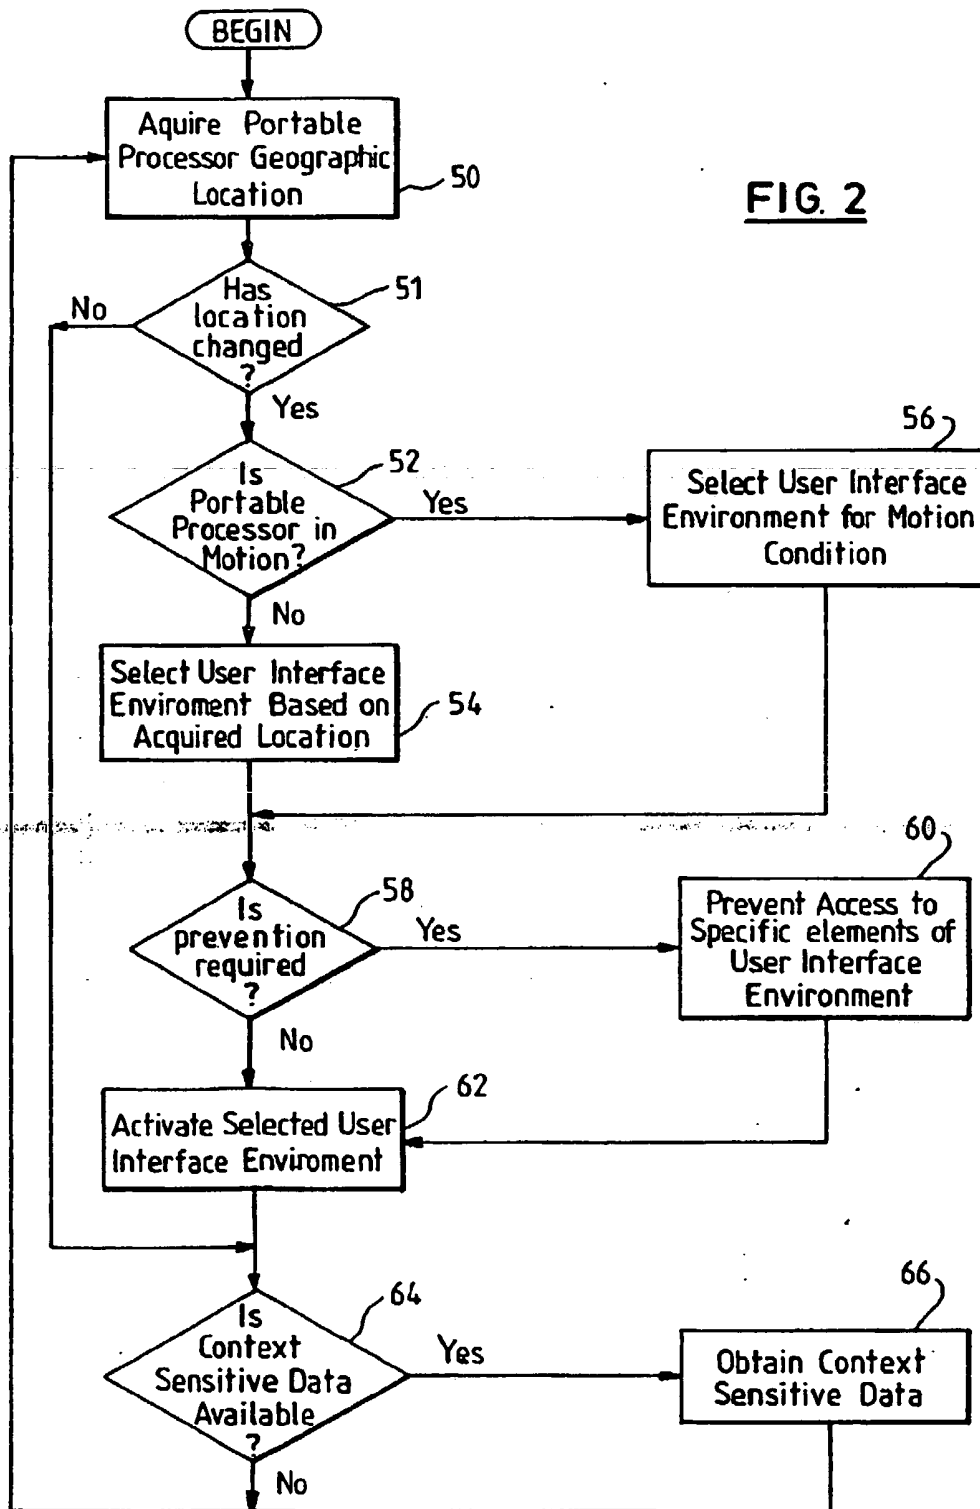 BEGIN
Aquire Portable
Processor Geographic
Location
50
FIG. 2
Has
location
changed
?
51
No
Yes
Is
Portable
Processor in
Motion?
52
Yes
No
56
Select User Interface
Environment for Motion
Condition
Select User Interface
Enviroment Based on
Acquired Location
54
Is
prevention
required
?
58
Yes
No
60
Prevent Access to
Specific elements of
User Interface
Environment
Activate Selected User
Interface Enviroment
62
Is
Context
Sensitive Data
Available
?
64
Yes
No
66
Obtain Context
Sensitive Data